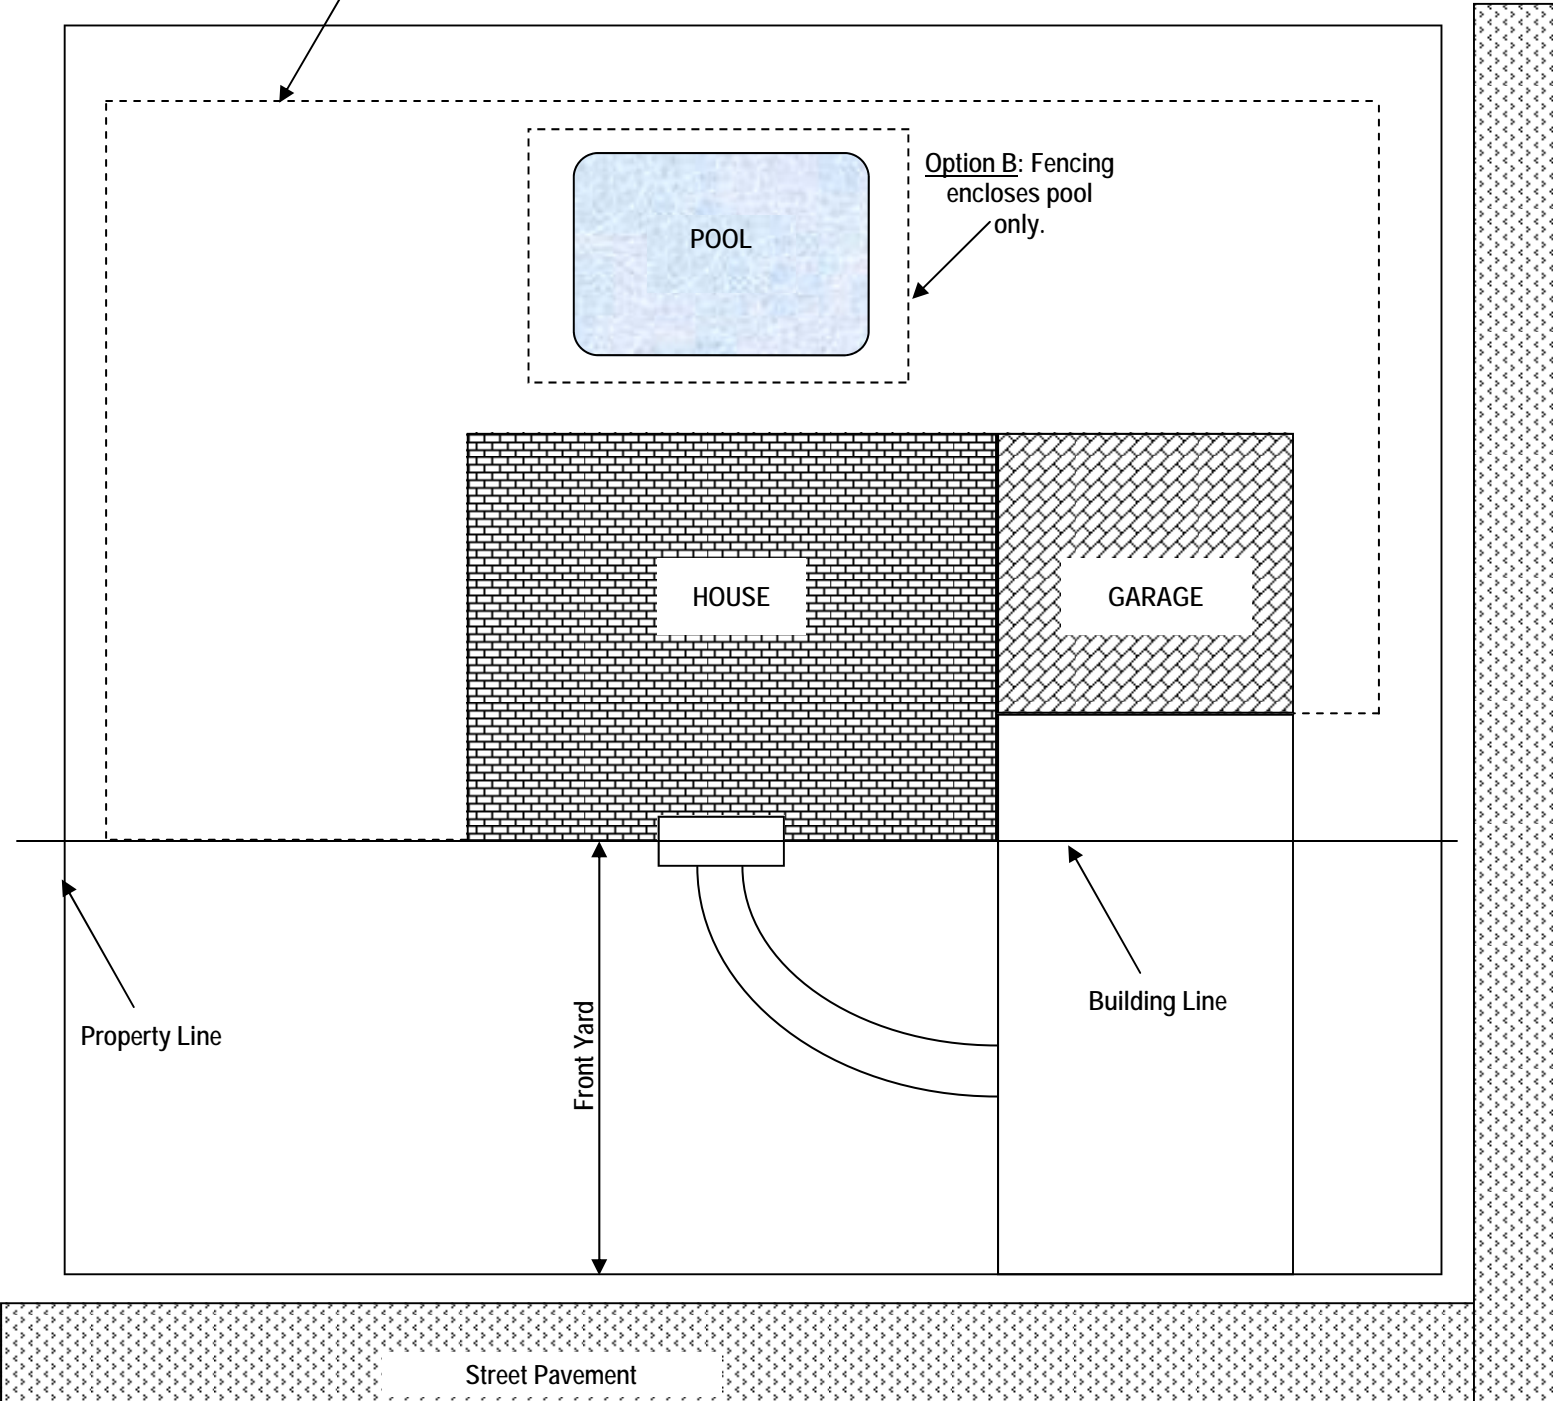 Option B: Fencing
encloses pool
only.
POOL
HOUSE
GARAGE
Building Line
Property Line
Front Yard
Street Pavement